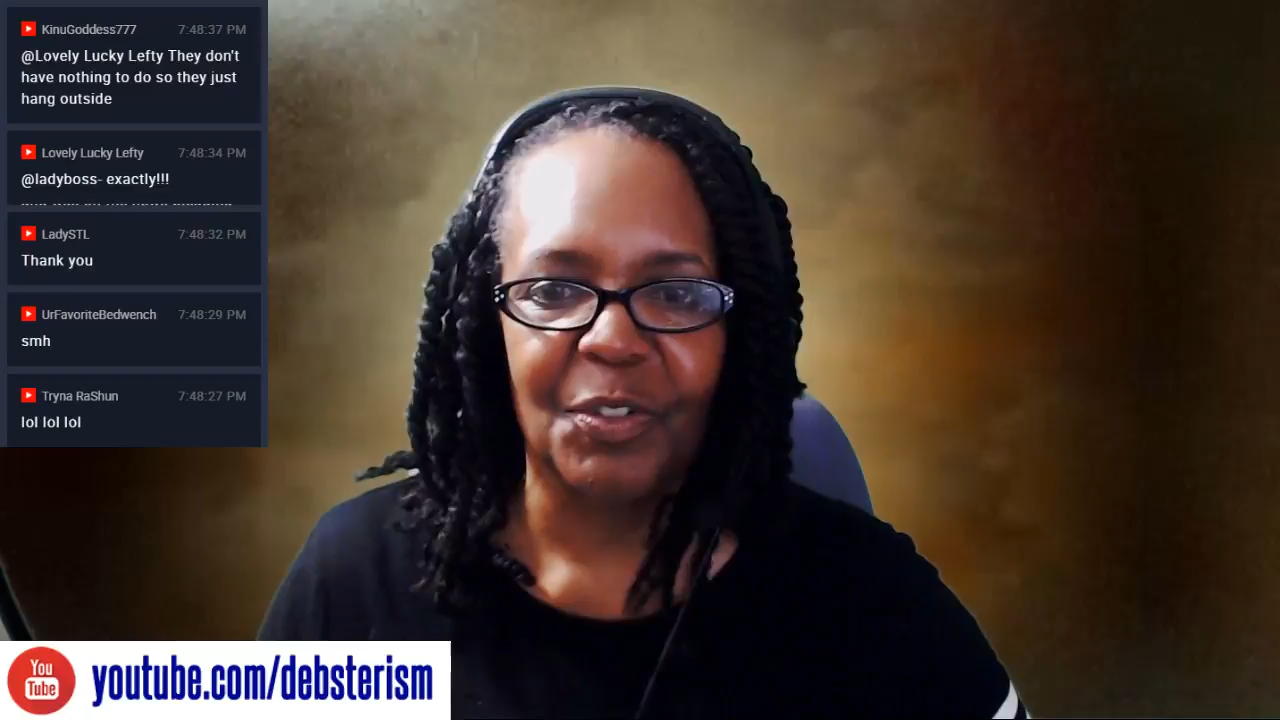 KinuGoddess777 7:48:37 PM
@Lovely Lucky Lefty They don't
have nothing to do so they just
hang outside
Lovely Lucky Lefty 7:48:34 PM
@ladyboss- exactly!!!
LadySTL 7:48:32 PM
Thank you
UrFavoriteBedwench 7:48:29 PM
smh
Tryna RaShun 7:48:27 PM
lol lol lol
You
Tube
youtube.com/debsterism